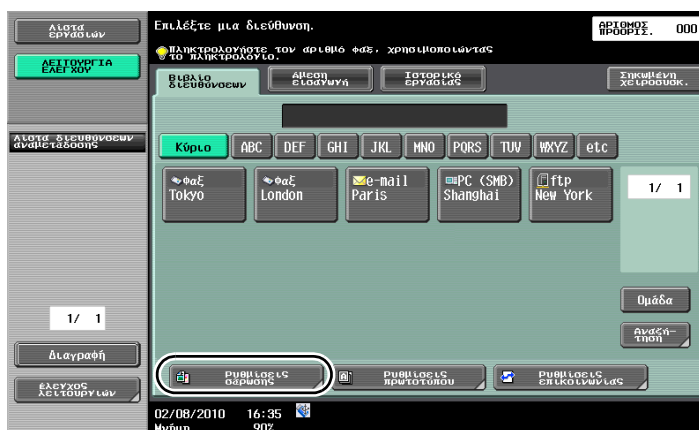 Λίστα
εργασιών
ΛΕΙΤΟΥΡΓΙΑ
ΕΛΕΓΧΟΥ
Λίστα διευθύνσεων
αναμετάδοσης
1/ 1
Διαγραφή
έλεγχος
λειτουργιών
Επιλέξτε μια διεύθυνση.
Πληκτρολογήστε τον αριθμό φαξ, χρησιμοποιώντας
το πληκτρολόγιο.
ΑΡΙΘΜΟΣ
ΠΡΟΟΡΙΣ.
000
Βιβλίο
διευθύνσεων
Άμεση
εισαγωγή
Ιστορικό
εργασίας
Σηκωμένη
χειροσυσκ.
Κύριο
ABC
DEF
GHI
JKL
MNO
PQRS
TUV
WXYZ
etc
Φαξ
Tokyo
Φαξ
London
e-mail
Paris
PC (SMB)
Shanghai
ftp
New York
1/ 1
Ομάδα
Αναζή-
τηση
Ρυθμίσεις
σάρωσης
Ρυθμίσεις
πρωτοτύπου
Ρυθμίσεις
επικοινωνίας
02/08/2010 16:35
Μνήμη 90%